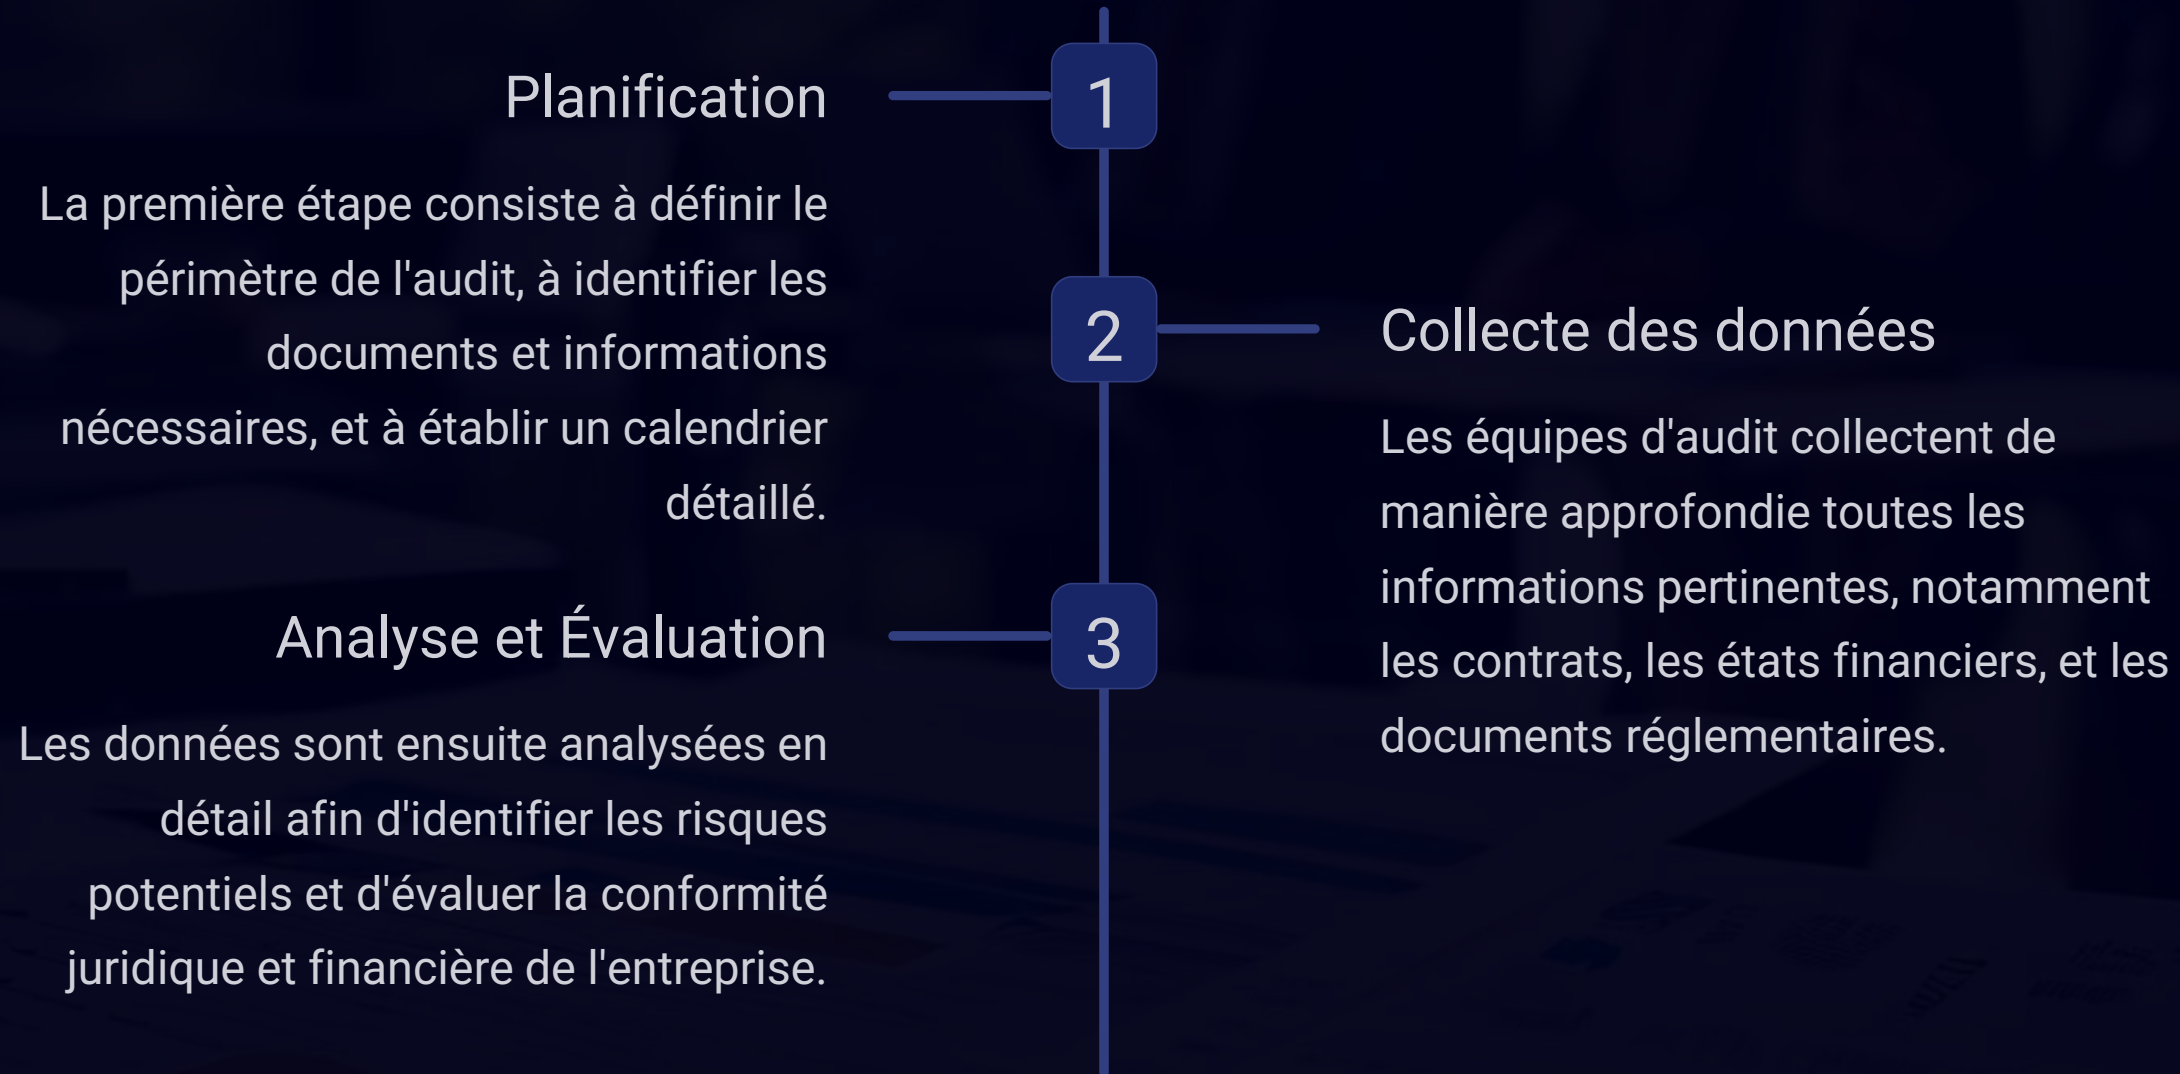 1
Planification
La première étape consiste à définir le
périmètre de l'audit, à identifier les
documents et informations
nécessaires, et à établir un calendrier
détaillé.
2
Collecte des données
Les équipes d'audit collectent de
manière approfondie toutes les
informations pertinentes, notamment
les contrats, les états financiers, et les
documents réglementaires.
3
Analyse et Évaluation
Les données sont ensuite analysées en
détail afin d'identifier les risques
potentiels et d'évaluer la conformité
juridique et financière de l'entreprise.